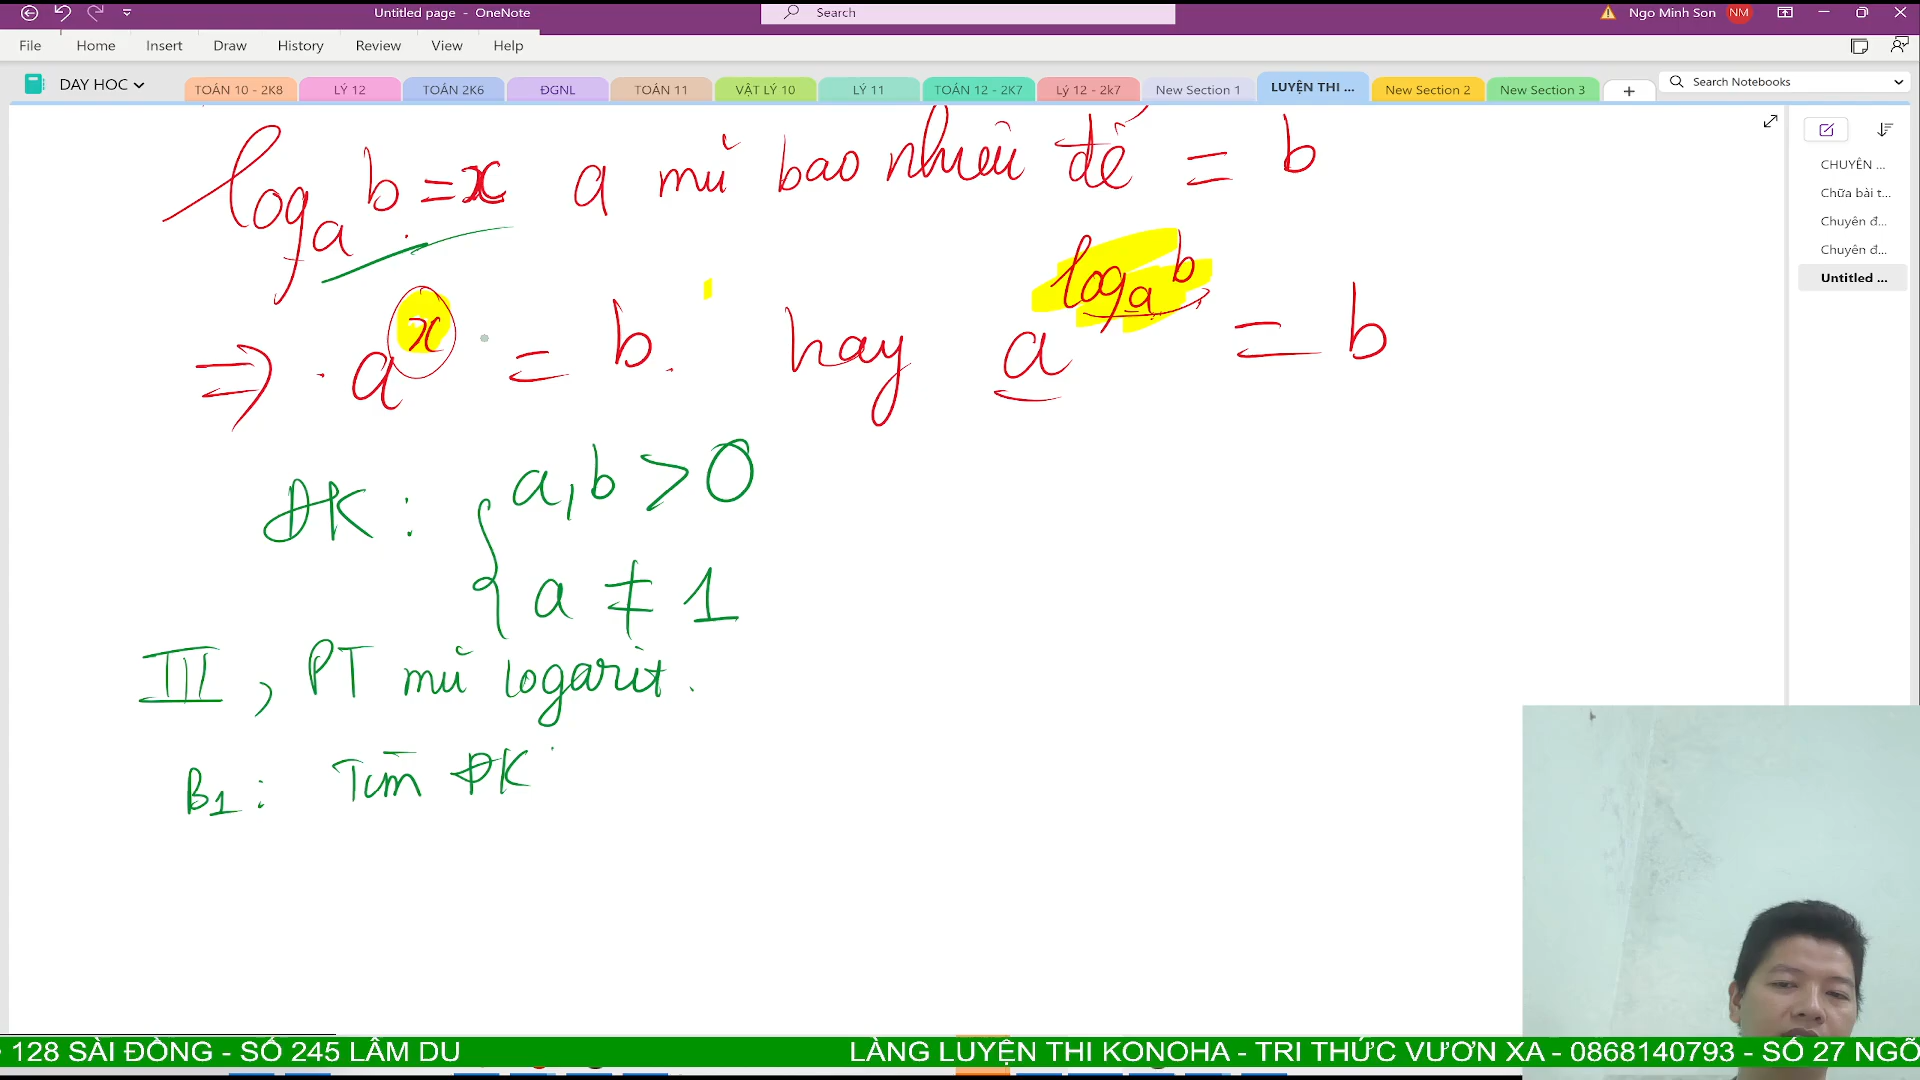 Untitled page - OneNote
Search
Ngo Minh Son
NM
File Home Insert Draw History Review View Help
DAY HOC
TOÁN 10 - 2K8
LÝ 12
TOÁN 2K6
ĐGNL
TOÁN 11
VẬT LÝ 10
LÝ 11
TOÁN 12 - 2K7
Lý 12 - 2k7
New Section 1
LUYỆN THI ...
New Section 2
New Section 3
+
Search Notebooks
CHUYÊN ...
Chữa bài t...
Chuyên đ...
Chuyên đ...
Untitled ...
log_a b = x a mũ bao nhiêu để = b
⇒ a^x = b. hay a^{log_a b} = b
ĐK: { a, b > 0
a ≠ 1
III, PT mũ logarit.
B1: Tìm ĐK
128 SÀI ĐỒNG - SỐ 245 LÂM DU
LÀNG LUYỆN THI KONOHA - TRI THỨC VƯƠN XA - 0868140793 - SỐ 27 NGÕ